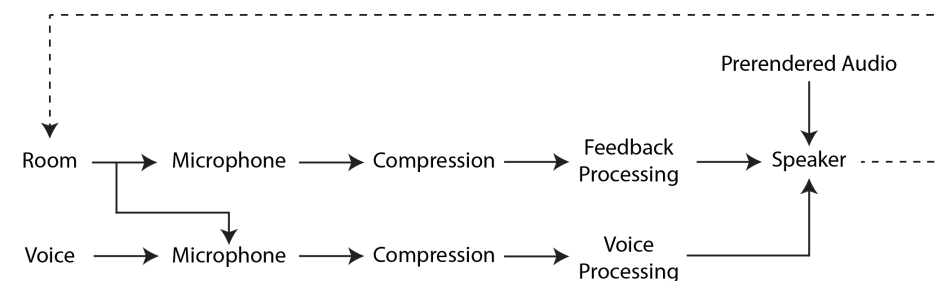 Prerendered Audio
Room
Microphone
Compression
Feedback
Processing
Speaker
Voice
Microphone
Compression
Voice
Processing